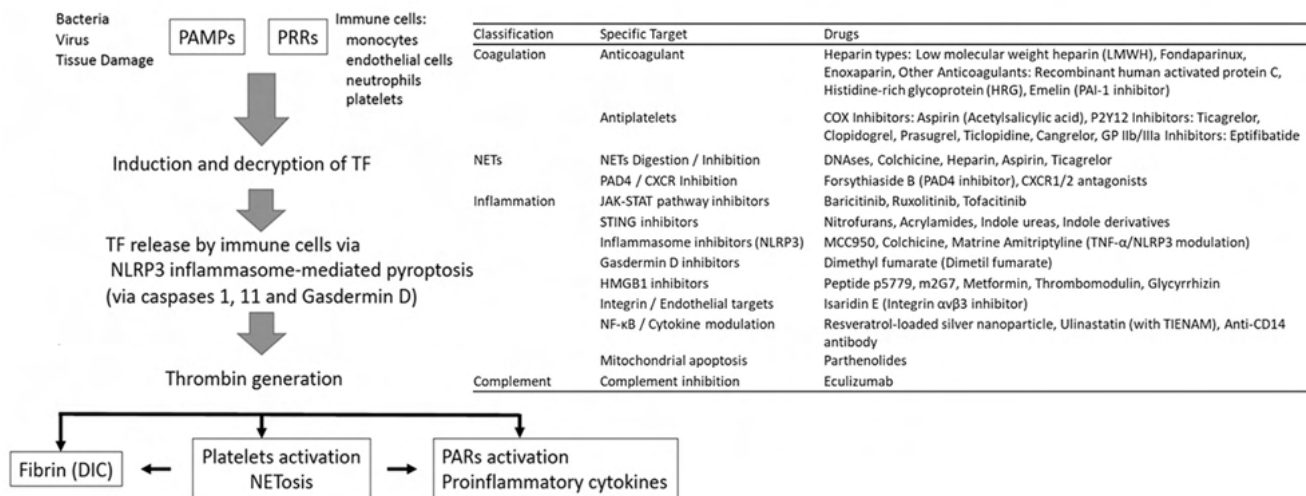 Bacteria
Virus
Tissue Damage
PAMPs
PRRs
Immune cells:
monocytes
endothelial cells
neutrophils
platelets
Induction and decryption of TF
TF release by immune cells via
NLRP3 inflammasome-mediated pyroptosis
(via caspases 1, 11 and Gasdermin D)
Thrombin generation
Fibrin (DIC)
Platelets activation
NETosis
PARs activation
Proinflammatory cytokines
Classification Specific Target Drugs
Coagulation Anticoagulant Heparin types: Low molecular weight heparin (LMWH), Fondaparinux,
Enoxaparin, Other Anticoagulants: Recombinant human activated protein C,
Histidine-rich glycoprotein (HRG), Emelin (PAI-1 inhibitor)
Antiplatelets COX Inhibitors: Aspirin (Acetylsalicylic acid), P2Y12 Inhibitors: Ticagrelor,
Clopidogrel, Prasugrel, Ticlopidine, Cangrelor, GP IIb/IIIa Inhibitors: Eptifibatide
NETs NETs Digestion / Inhibition DNAses, Colchicine, Heparin, Aspirin, Ticagrelor
PAD4 / CXCR Inhibition Forsythiaside B (PAD4 inhibitor), CXCR1/2 antagonists
Inflammation JAK-STAT pathway inhibitors Baricitinib, Ruxolitinib, Tofacitinib
STING inhibitors Nitrofurans, Acrylamides, Indole ureas, Indole derivatives
Inflammasome inhibitors (NLRP3) MCC950, Colchicine, Matrine Amitriptyline (TNF-α/NLRP3 modulation)
Gasdermin D inhibitors Dimethyl fumarate (Dimetil fumarate)
HMGB1 inhibitors Peptide p5779, m2G7, Metformin, Thrombomodulin, Glycyrrhizin
Integrin / Endothelial targets Isaridin E (Integrin αvβ3 inhibitor)
NF-κB / Cytokine modulation Resveratrol-loaded silver nanoparticle, Ulinastatin (with TIENAM), Anti-CD14
antibody
Mitochondrial apoptosis Parthenolides
Complement Complement inhibition Eculizumab